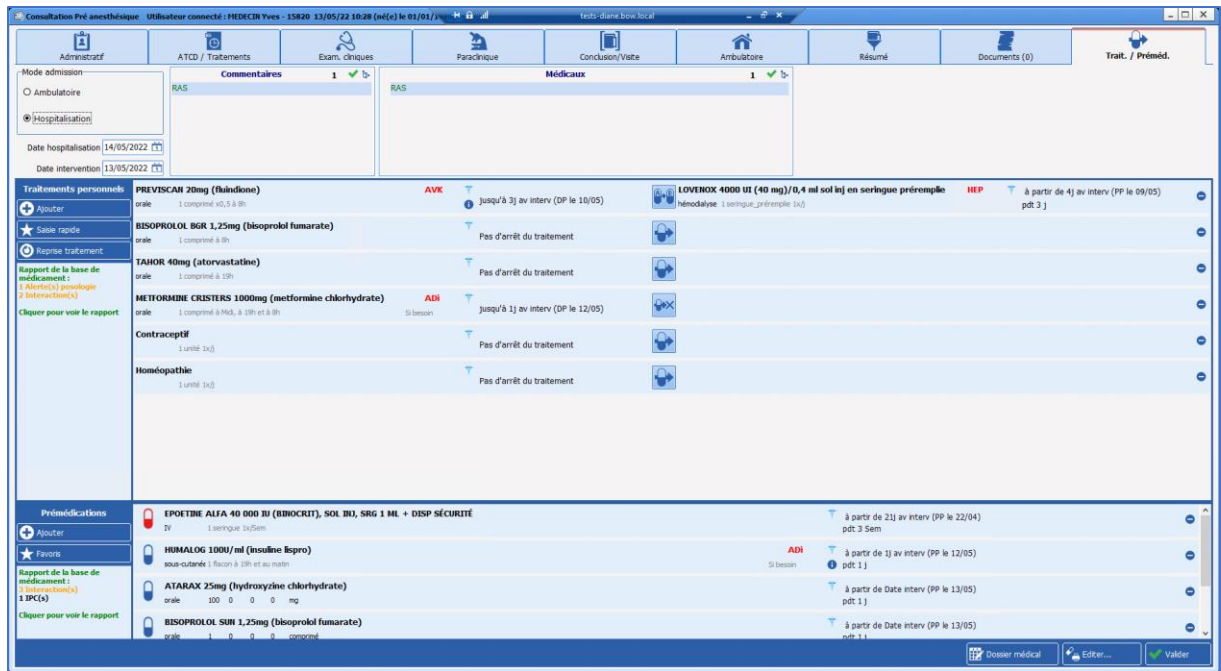 Consultation Pré anesthésique Utilisateur connecté : MEDECIN Yves - 15820 13/05/22 10:28 (né(e) le 01/01/
tests-diane.bow.local
Administratif
ATCD / Traitements
Exam. cliniques
Paraclinique
Conclusion/Visite
Ambulatoire
Résumé
Documents (0)
Trait. / Préméd.
Mode admission
Ambulatoire
Hospitalisation
Date hospitalisation 14/05/2022
Date intervention 13/05/2022
Commentaires 1
RAS
Médicaux 1
RAS
Traitements personnels
Ajouter
Saisie rapide
Reprise traitement
Rapport de la base de
médicament :
1 Alerte(s) posologie
2 Interaction(s)
Cliquer pour voir le rapport
PREVISCAN 20mg (fluindione) AVK
orale 1 comprimé x0,5 à 8h
jusqu'à 3j av interv (DP le 10/05)
LOVENOX 4000 UI (40 mg)/0,4 ml sol inj en seringue préremplie HEP
hémodialyse 1 seringue_préremplie 1x/j
à partir de 4j av interv (PP le 09/05)
pdt 3 j
BISOPROLOL BGR 1,25mg (bisoprolol fumarate)
orale 1 comprimé à 8h
Pas d'arrêt du traitement
TAHOR 40mg (atorvastatine)
orale 1 comprimé à 19h
Pas d'arrêt du traitement
METFORMINE CRISTERS 1000mg (metformine chlorhydrate) ADi
orale 1 comprimé à Midi, à 19h et à 8h Si besoin
jusqu'à 1j av interv (DP le 12/05)
Contraceptif
1 unité 1x/j
Pas d'arrêt du traitement
Homéopathie
1 unité 1x/j
Pas d'arrêt du traitement
Prémédications
Ajouter
Favoris
Rapport de la base de
médicament :
3 Interaction(s)
1 IPC(s)
Cliquer pour voir le rapport
EPOETINE ALFA 40 000 IU (BINOCRIT), SOL INJ, SRG 1 ML + DISP SÉCURITÉ
IV 1 seringue 1x/Sem
à partir de 21j av interv (PP le 22/04)
pdt 3 Sem
HUMALOG 100U/ml (insuline lispro) ADi
sous-cutanée 1 flacon à 19h et au matin Si besoin
à partir de 1j av interv (PP le 12/05)
pdt 1 j
ATARAX 25mg (hydroxyzine chlorhydrate)
orale 100 0 0 0 mg
à partir de Date interv (PP le 13/05)
pdt 1 j
BISOPROLOL SUN 1,25mg (bisoprolol fumarate)
orale 1 0 0 0 comprimé
à partir de Date interv (PP le 13/05)
pdt 1 j
Dossier médical
Editer...
Valider